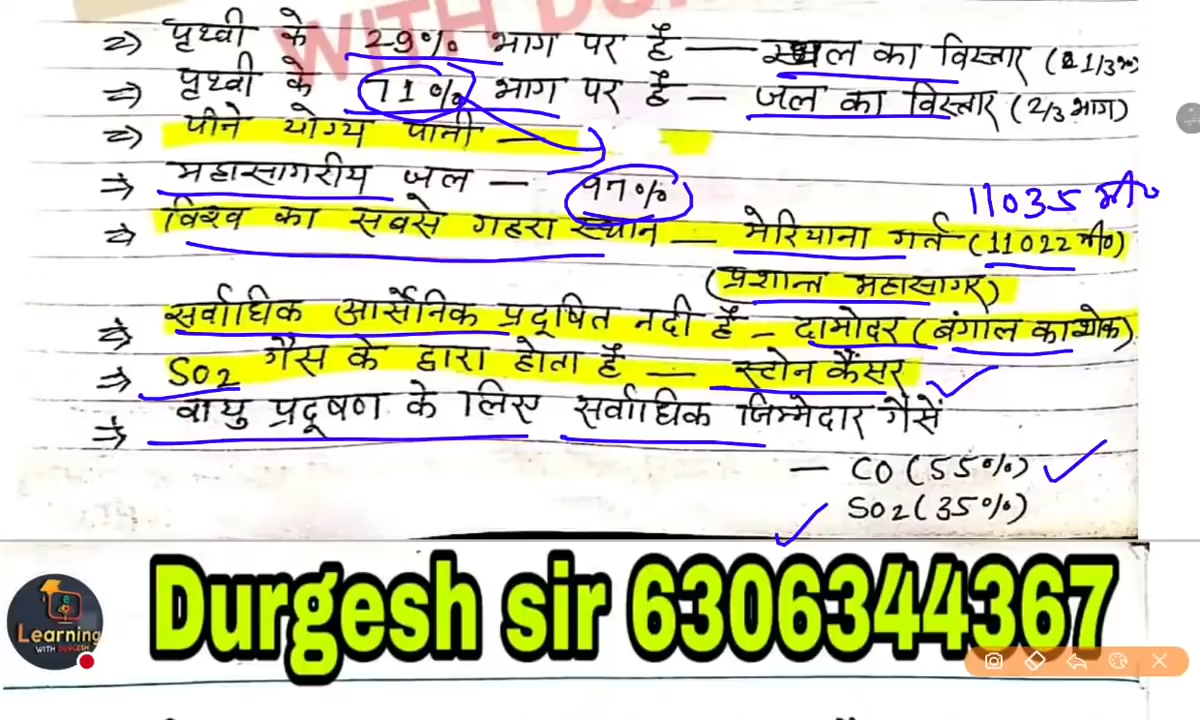 WITH DUR
⇒ पृथ्वी के 29% भाग पर है — स्थल का विस्तार (1/3 भाग)
⇒ पृथ्वी के 71% भाग पर है — जल का विस्तार (2/3 भाग)
⇒ पीने योग्य पानी —
⇒ महासागरीय जल — 97%
11035 मी०
⇒ विश्व का सबसे गहरा स्थान — मेरियाना गर्त (11022 मी०)
(प्रशान्त महासागर)
⇒ सर्वाधिक आर्सेनिक प्रदूषित नदी है – दामोदर (बंगाल का शोक)
⇒ SO2 गैस के द्वारा होता है — स्टोन कैंसर
⇒ वायु प्रदूषण के लिए सर्वाधिक जिम्मेदार गैसें
— CO (55%)
SO2 (35%)
Durgesh sir 6306344367
Learning
WITH DURGESH